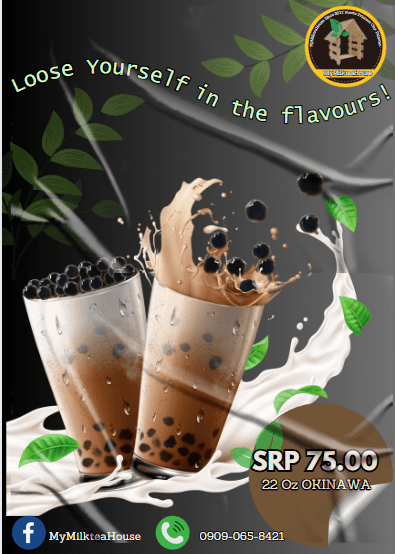 Loose Yourself in the flavours!
MyMilkteaHouse
SRP 75.00
22 Oz OKINAWA
MyMilkteaHouse
0909-065-8421